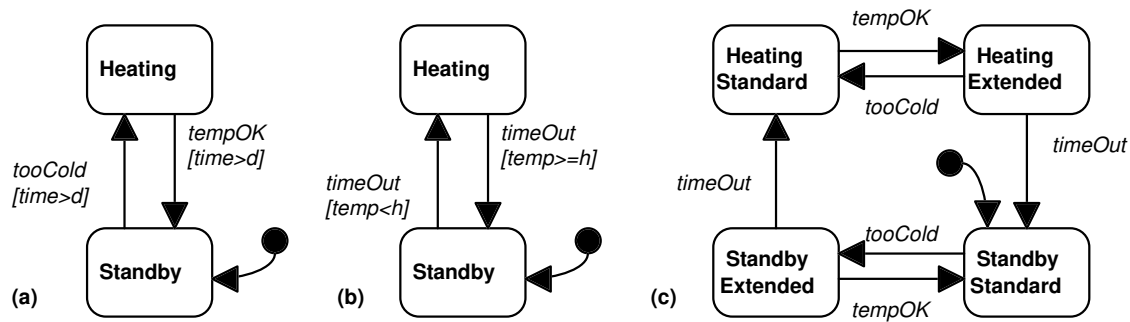 Heating
tempOK
[time>d]
tooCold
[time>d]
Standby
(a)
Heating
timeOut
[temp>=h]
timeOut
[temp<h]
Standby
(b)
tempOK
Heating
Standard
Heating
Extended
tooCold
timeOut
timeOut
tooCold
Standby
Extended
Standby
Standard
tempOK
(c)